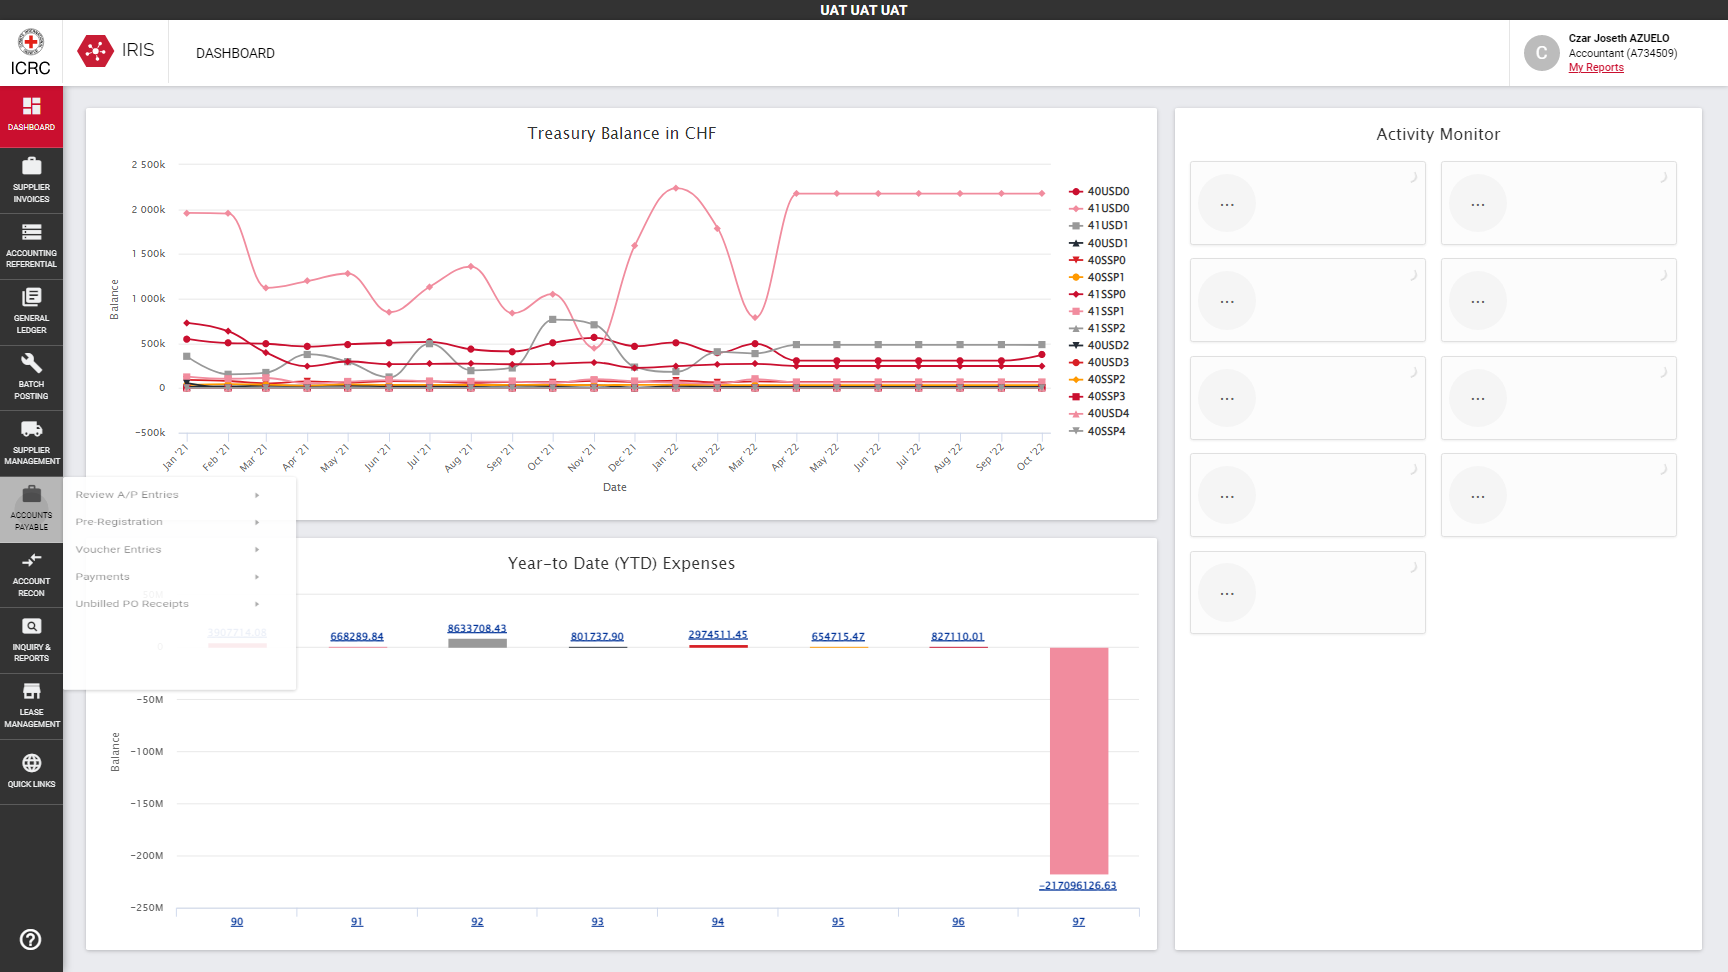 UAT UAT UAT
ICRC
IRIS
DASHBOARD
C
Czar Joseth AZUELO
Accountant (A734509)
My Reports
DASHBOARD
SUPPLIER
INVOICES
ACCOUNTING
REFERENTIAL
GENERAL
LEDGER
BATCH
POSTING
SUPPLIER
MANAGEMENT
ACCOUNTS
PAYABLE
ACCOUNT
RECON
INQUIRY &
REPORTS
LEASE
MANAGEMENT
QUICK LINKS
Review A/P Entries
Pre-Registration
Voucher Entries
Payments
Unbilled PO Receipts
Treasury Balance in CHF
2 500k
2 000k
1 500k
1 000k
500k
0
-500k
Balance
Jan '21
Feb '21
Mar '21
Apr '21
May '21
Jun '21
Jul '21
Aug '21
Sep '21
Oct '21
Nov '21
Dec '21
Jan '22
Feb '22
Mar '22
Apr '22
May '22
Jun '22
Jul '22
Aug '22
Sep '22
Oct '22
Date
40USD0
41USD0
41USD1
40USD1
40SSP0
40SSP1
41SSP0
41SSP1
41SSP2
40USD2
40USD3
40SSP2
40SSP3
40USD4
40SSP4
Year-to Date (YTD) Expenses
50M
0
-50M
-100M
-150M
-200M
-250M
Balance
1907714.08
668289.84
8633708.43
801737.90
2974511.45
654715.47
827110.01
-217096126.63
90
91
92
93
94
95
96
97
Activity Monitor
...
...
...
...
...
...
...
...
...